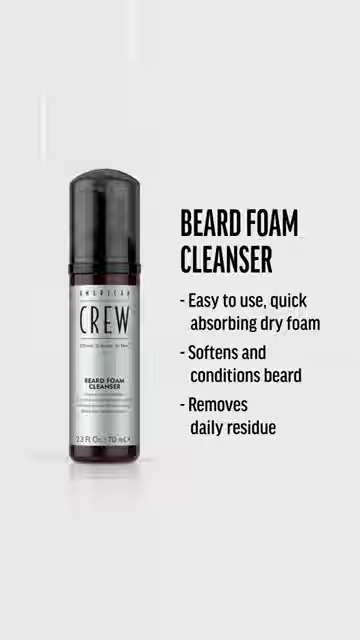 BEARD FOAM
CLEANSER
- Easy to use, quick
absorbing dry foam
- Softens and
conditions beard
- Removes
daily residue
AMERICAN
CREW
BEARD FOAM
CLEANSER
2.3 Fl. Oz./70 mL